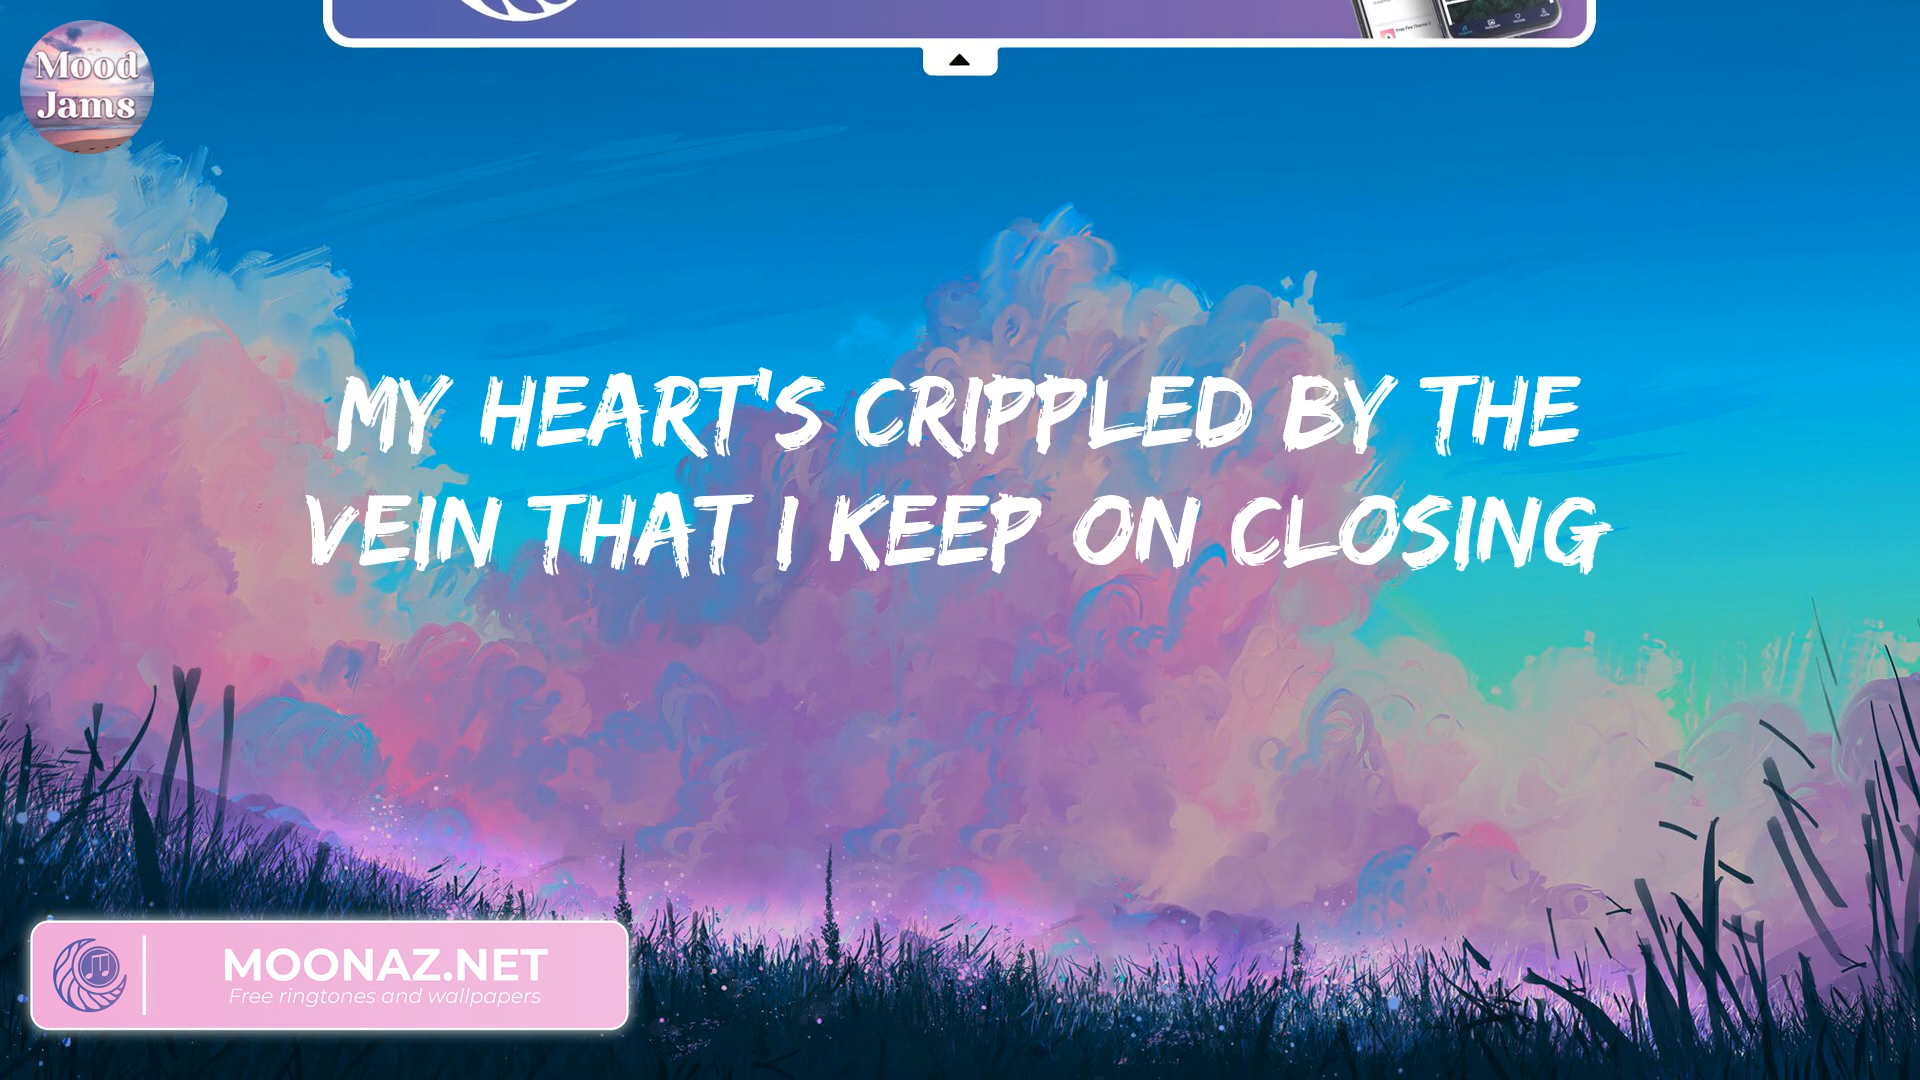 Mood
Jams
MY HEART'S CRIPPLED BY THE
VEIN THAT I KEEP ON CLOSING
MOONAZ.NET
Free ringtones and wallpapers